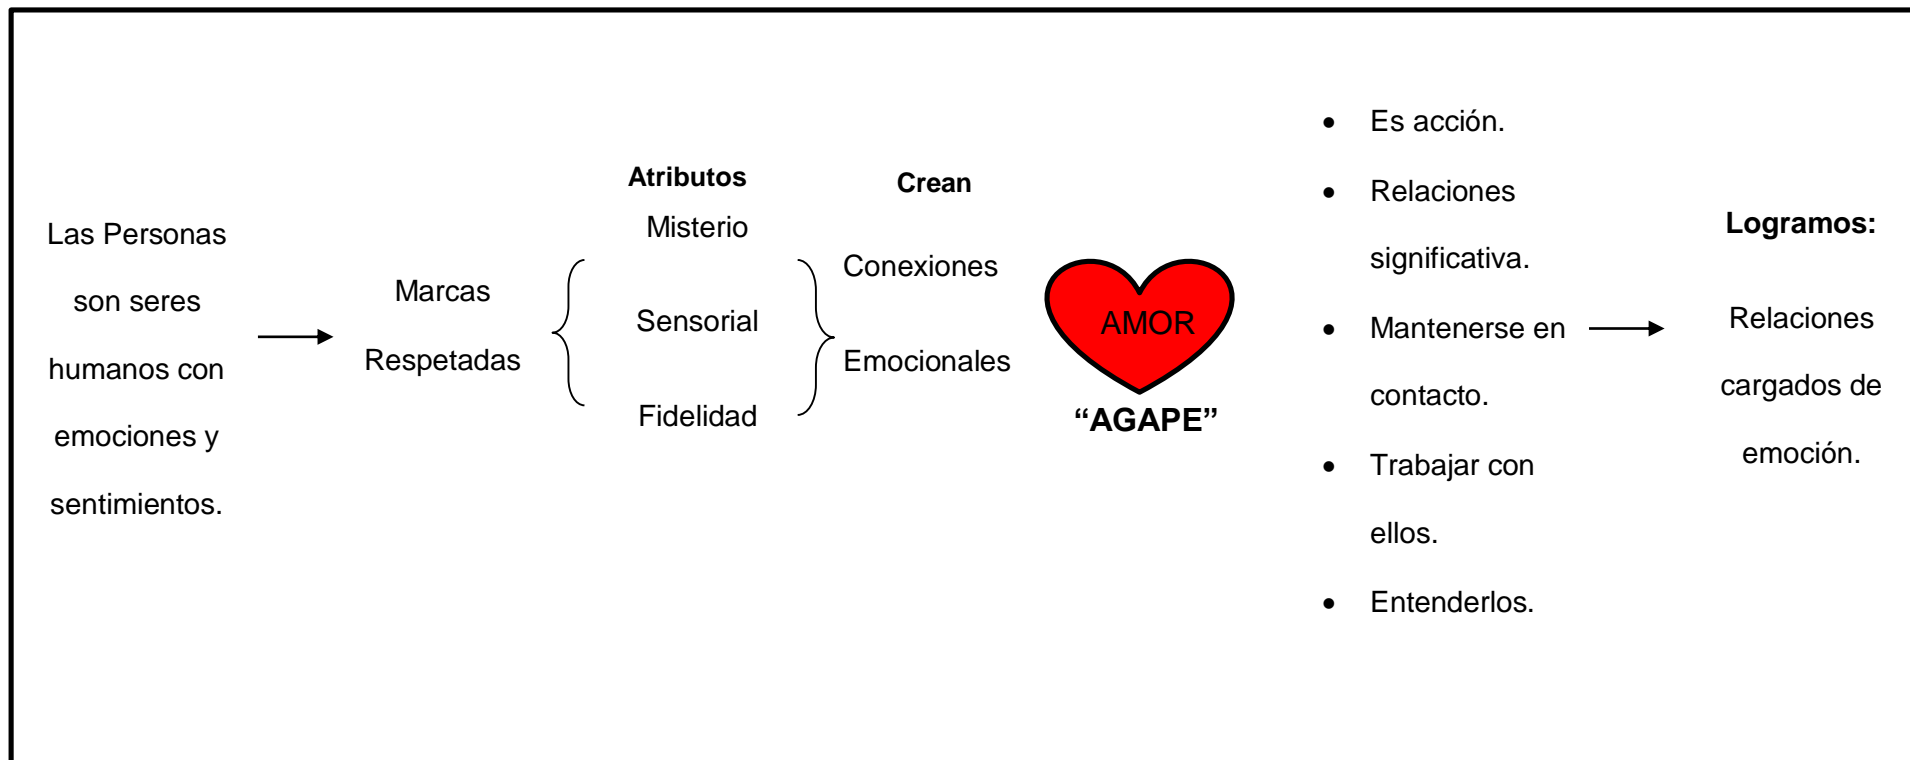 Las Personas
son seres
humanos con
emociones y
sentimientos.
Marcas
Respetadas
Atributos
Misterio
Sensorial
Fidelidad
Crean
Conexiones
Emocionales
AMOR
“AGAPE”
• Es acción.
• Relaciones
significativa.
• Mantenerse en
contacto.
• Trabajar con
ellos.
• Entenderlos.
Logramos:
Relaciones
cargados de
emoción.